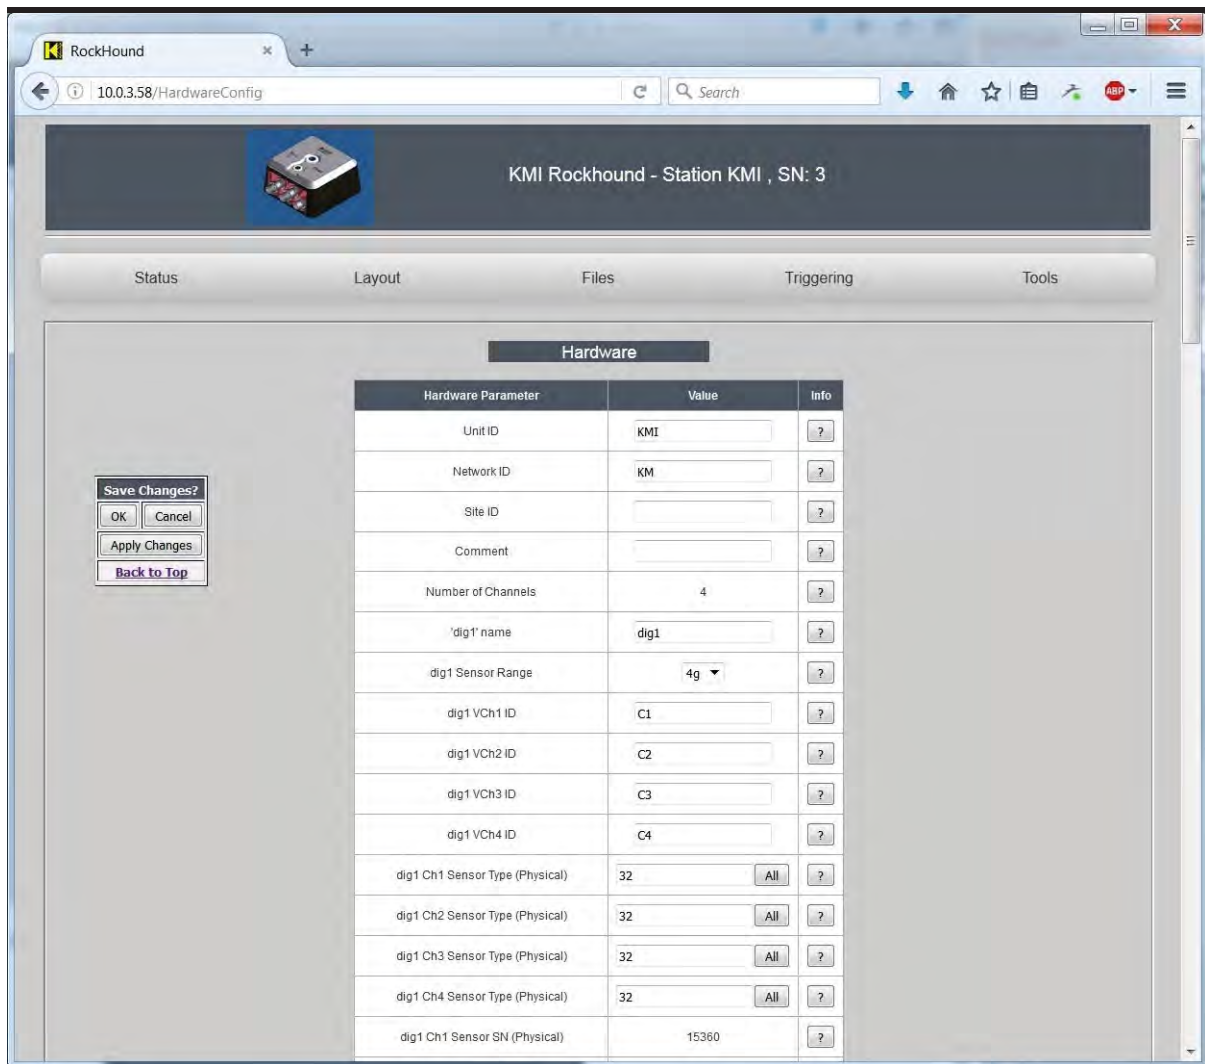 RockHound
10.0.3.58/HardwareConfig
Search
ABP
KMI Rockhound - Station KMI , SN: 3
Status Layout Files Triggering Tools
Hardware
Hardware Parameter Value Info
Unit ID KMI ?
Network ID KM ?
Site ID ?
Comment ?
Number of Channels 4 ?
'dig1' name dig1 ?
dig1 Sensor Range 4g ?
dig1 VCh1 ID C1 ?
dig1 VCh2 ID C2 ?
dig1 VCh3 ID C3 ?
dig1 VCh4 ID C4 ?
dig1 Ch1 Sensor Type (Physical) 32 All ?
dig1 Ch2 Sensor Type (Physical) 32 All ?
dig1 Ch3 Sensor Type (Physical) 32 All ?
dig1 Ch4 Sensor Type (Physical) 32 All ?
dig1 Ch1 Sensor SN (Physical) 15360 ?
Save Changes?
OK Cancel
Apply Changes
Back to Top